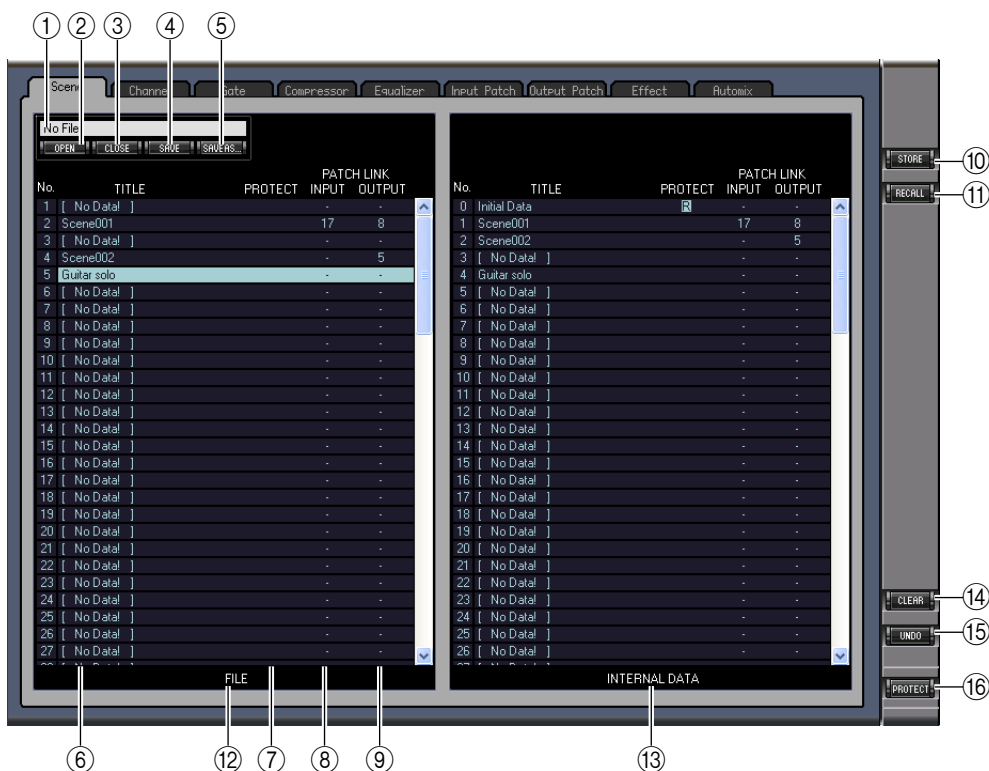 ① ② ③ ④ ⑤
Scene Channel Gate Compressor Equalizer Input Patch Output Patch Effect Automix
No File
OPEN CLOSE SAVE SAVE AS...
STORE ⑩
RECALL ⑪
PATCH LINK
No. TITLE PROTECT INPUT OUTPUT
1 [ No Data! ] - -
2 Scene001 17 8
3 [ No Data! ] - -
4 Scene002 - 5
5 Guitar solo - -
6 [ No Data! ] - -
7 [ No Data! ] - -
8 [ No Data! ] - -
9 [ No Data! ] - -
10 [ No Data! ] - -
11 [ No Data! ] - -
12 [ No Data! ] - -
13 [ No Data! ] - -
14 [ No Data! ] - -
15 [ No Data! ] - -
16 [ No Data! ] - -
17 [ No Data! ] - -
18 [ No Data! ] - -
19 [ No Data! ] - -
20 [ No Data! ] - -
21 [ No Data! ] - -
22 [ No Data! ] - -
23 [ No Data! ] - -
24 [ No Data! ] - -
25 [ No Data! ] - -
26 [ No Data! ] - -
27 [ No Data! ] - -
FILE
PATCH LINK
No. TITLE PROTECT INPUT OUTPUT
0 Initial Data R - -
1 Scene001 17 8
2 Scene002 - 5
3 [ No Data! ] - -
4 Guitar solo - -
5 [ No Data! ] - -
6 [ No Data! ] - -
7 [ No Data! ] - -
8 [ No Data! ] - -
9 [ No Data! ] - -
10 [ No Data! ] - -
11 [ No Data! ] - -
12 [ No Data! ] - -
13 [ No Data! ] - -
14 [ No Data! ] - -
15 [ No Data! ] - -
16 [ No Data! ] - -
17 [ No Data! ] - -
18 [ No Data! ] - -
19 [ No Data! ] - -
20 [ No Data! ] - -
21 [ No Data! ] - -
22 [ No Data! ] - -
23 [ No Data! ] - -
24 [ No Data! ] - -
25 [ No Data! ] - -
26 [ No Data! ] - -
INTERNAL DATA
CLEAR ⑭
UNDO ⑮
PROTECT ⑯
⑥ ⑫ ⑦ ⑧ ⑨ ⑬